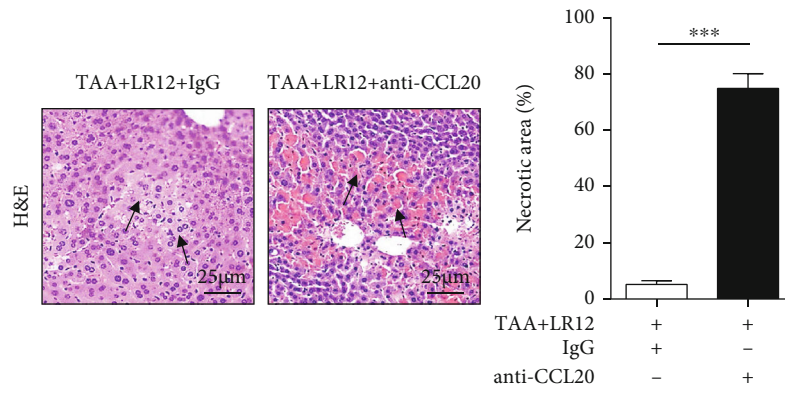 TAA+LR12+IgG
TAA+LR12+anti-CCL20
H&E
25μm
25μm
Necrotic area (%)
100
80
60
40
20
0
***
TAA+LR12 + +
IgG + –
anti-CCL20 – +